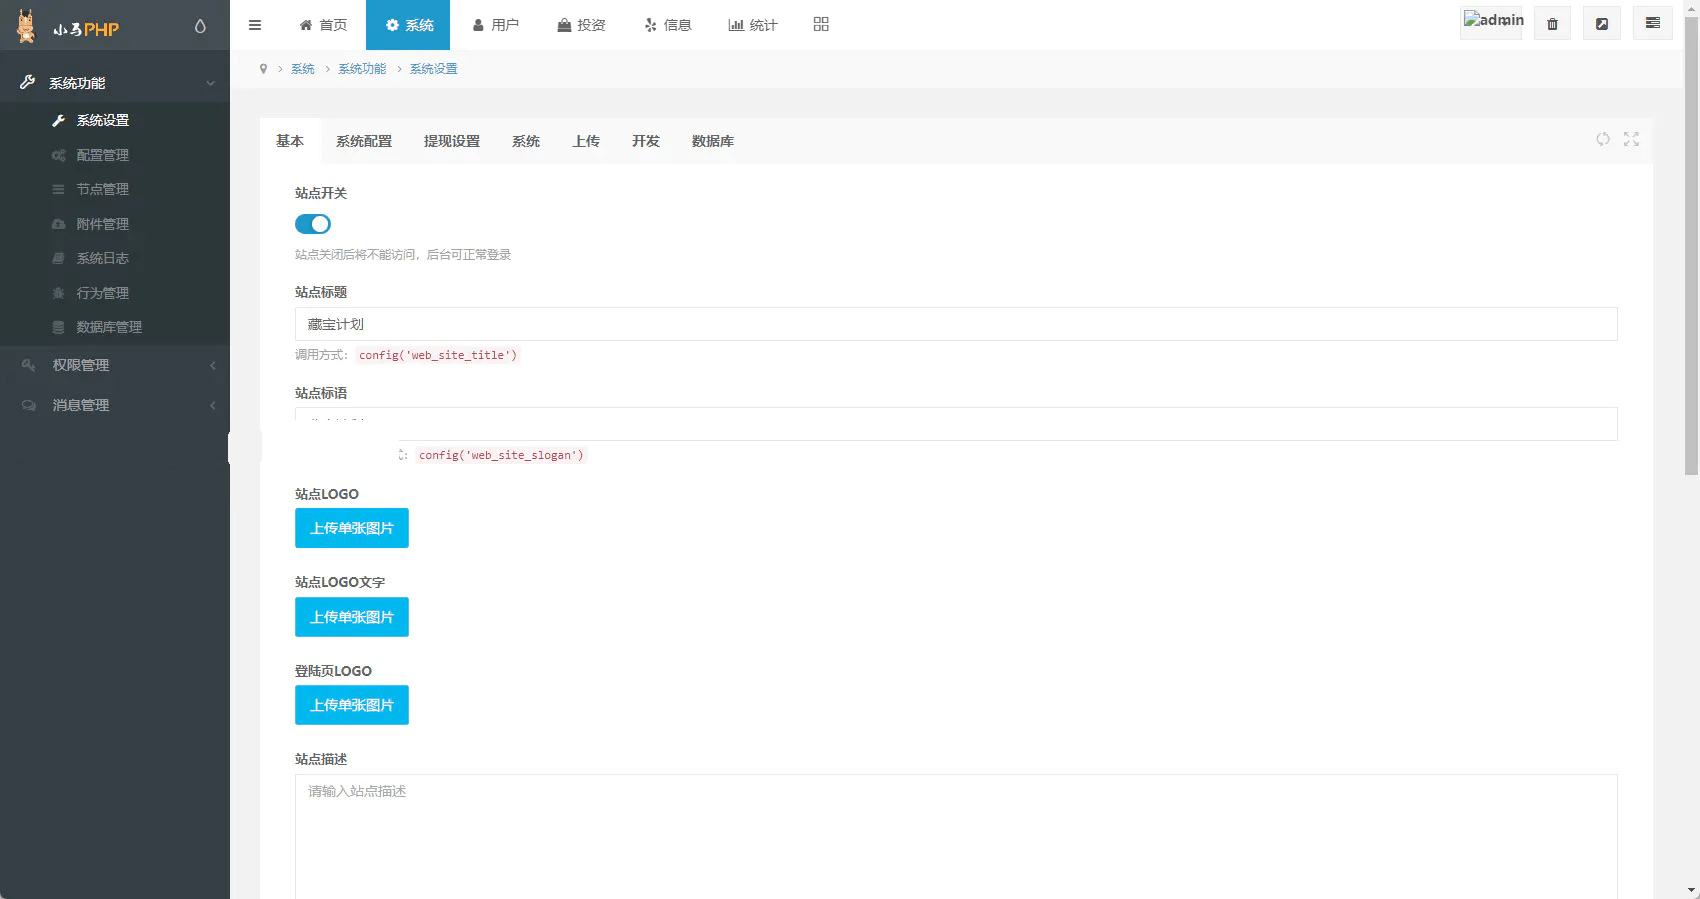 小马PHP
首页
系统
用户
投资
信息
统计
admin
系统 > 系统功能 > 系统设置
系统功能
系统设置
配置管理
节点管理
附件管理
系统日志
行为管理
数据库管理
权限管理
消息管理
基本
系统配置
提现设置
系统
上传
开发
数据库
站点开关
站点关闭后将不能访问，后台可正常登录
站点标题
藏宝计划
调用方式：config('web_site_title')
站点标语
config('web_site_slogan')
站点LOGO
上传单张图片
站点LOGO文字
上传单张图片
登陆页LOGO
上传单张图片
站点描述
请输入站点描述